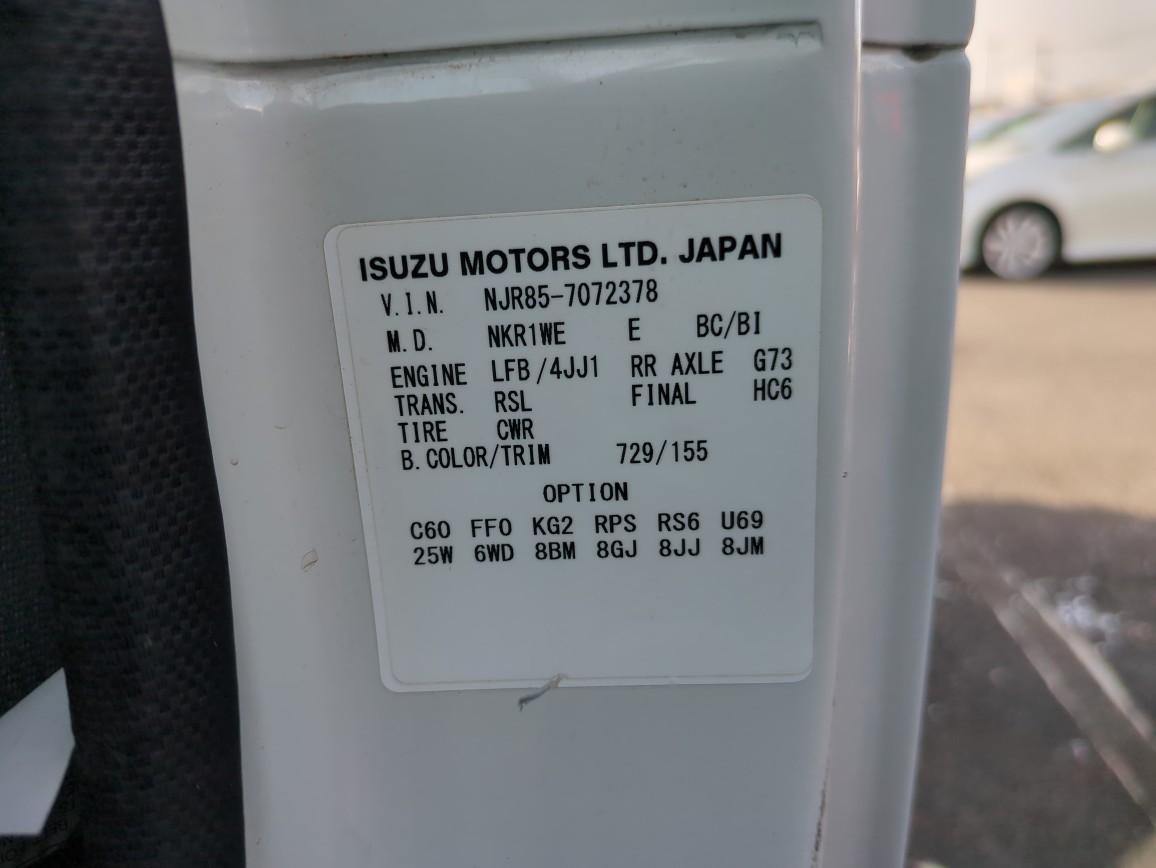 ISUZU MOTORS LTD. JAPAN
V.I.N. NJR85-7072378
M.D. NKR1WE E BC/BI
ENGINE LFB/4JJ1 RR AXLE G73
TRANS. RSL FINAL HC6
TIRE CWR
B.COLOR/TRIM 729/155
OPTION
C60 FF0 KG2 RPS RS6 U69
25W 6WD 8BM 8GJ 8JJ 8JM